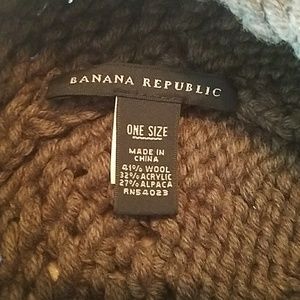 BANANA REPUBLIC
ONE SIZE
MADE IN
CHINA
41% WOOL
32% ACRYLIC
27% ALPACA
RN54023